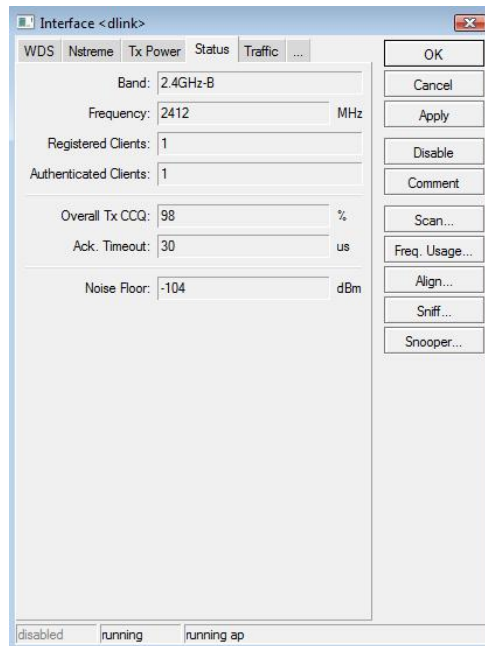 Interface <dlink>
WDS Nstreme Tx Power Status Traffic ...
Band: 2.4GHz-B
Frequency: 2412 MHz
Registered Clients: 1
Authenticated Clients: 1
Overall Tx CCQ: 98 %
Ack. Timeout: 30 us
Noise Floor: -104 dBm
OK
Cancel
Apply
Disable
Comment
Scan...
Freq. Usage...
Align...
Sniff...
Snooper...
disabled running running ap